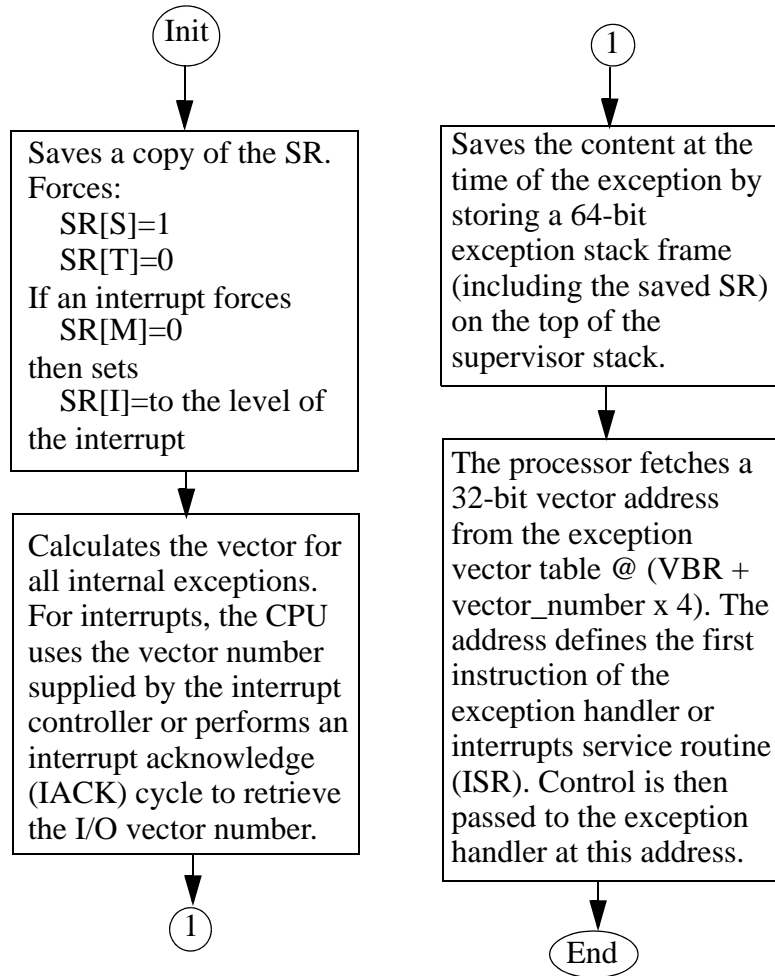 Init
Saves a copy of the SR.
Forces:
SR[S]=1
SR[T]=0
If an interrupt forces
SR[M]=0
then sets
SR[I]=to the level of
the interrupt
Calculates the vector for
all internal exceptions.
For interrupts, the CPU
uses the vector number
supplied by the interrupt
controller or performs an
interrupt acknowledge
(IACK) cycle to retrieve
the I/O vector number.
1
1
Saves the content at the
time of the exception by
storing a 64-bit
exception stack frame
(including the saved SR)
on the top of the
supervisor stack.
The processor fetches a
32-bit vector address
from the exception
vector table @ (VBR +
vector_number x 4). The
address defines the first
instruction of the
exception handler or
interrupts service routine
(ISR). Control is then
passed to the exception
handler at this address.
End